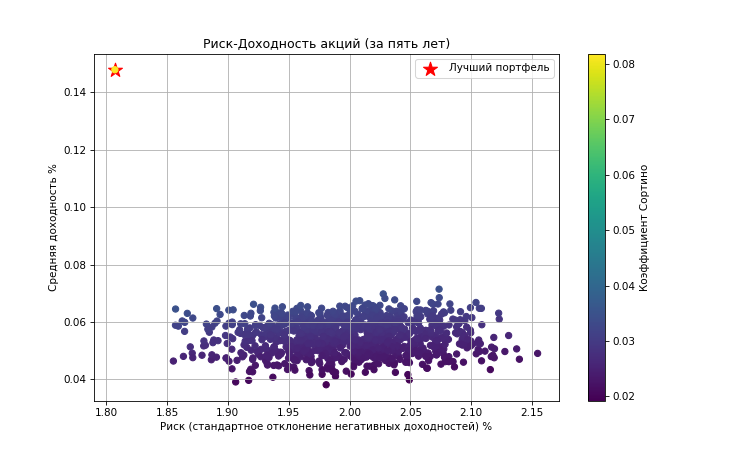 Риск-Доходность акций (за пять лет)
Лучший портфель
Средняя доходность %
0.14
0.12
0.10
0.08
0.06
0.04
1.80 1.85 1.90 1.95 2.00 2.05 2.10 2.15
Риск (стандартное отклонение негативных доходностей) %
0.08
0.07
0.06
0.05
0.04
0.03
0.02
Коэффициент Сортино